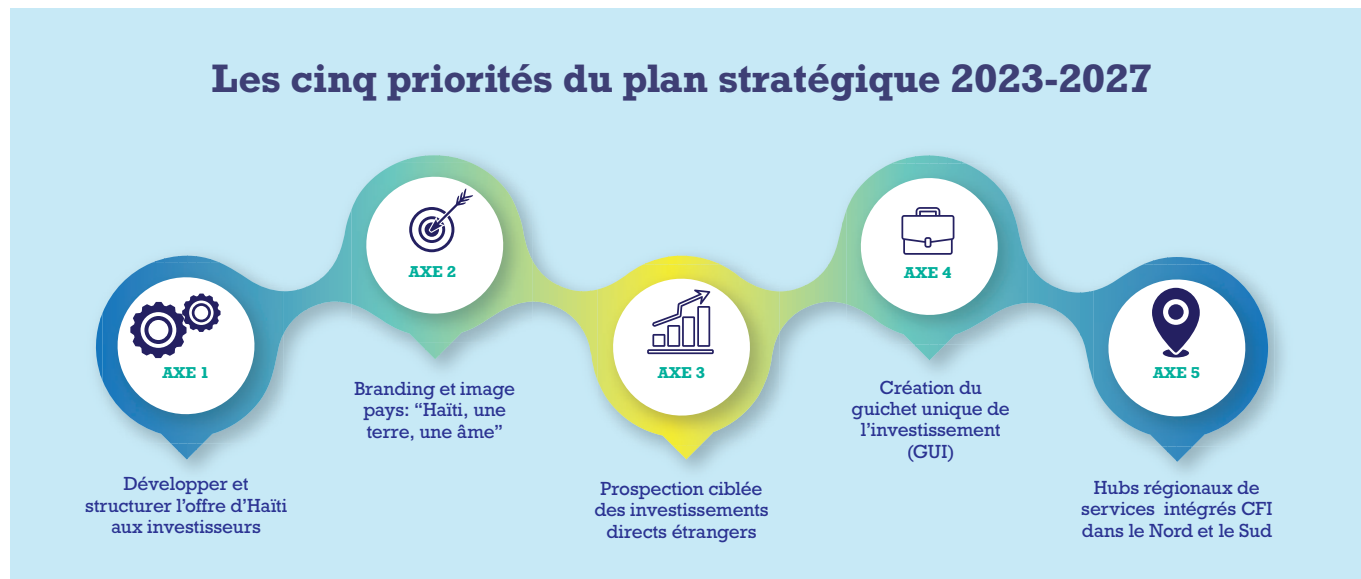 Les cinq priorités du plan stratégique 2023-2027
AXE 1
Développer et
structurer l’offre d’Haïti
aux investisseurs
AXE 2
Branding et image
pays: “Haïti, une
terre, une âme”
AXE 3
Prospection ciblée
des investissements
directs étrangers
AXE 4
Création du
guichet unique de
l’investissement
(GUI)
AXE 5
Hubs régionaux de
services intégrés CFI
dans le Nord et le Sud